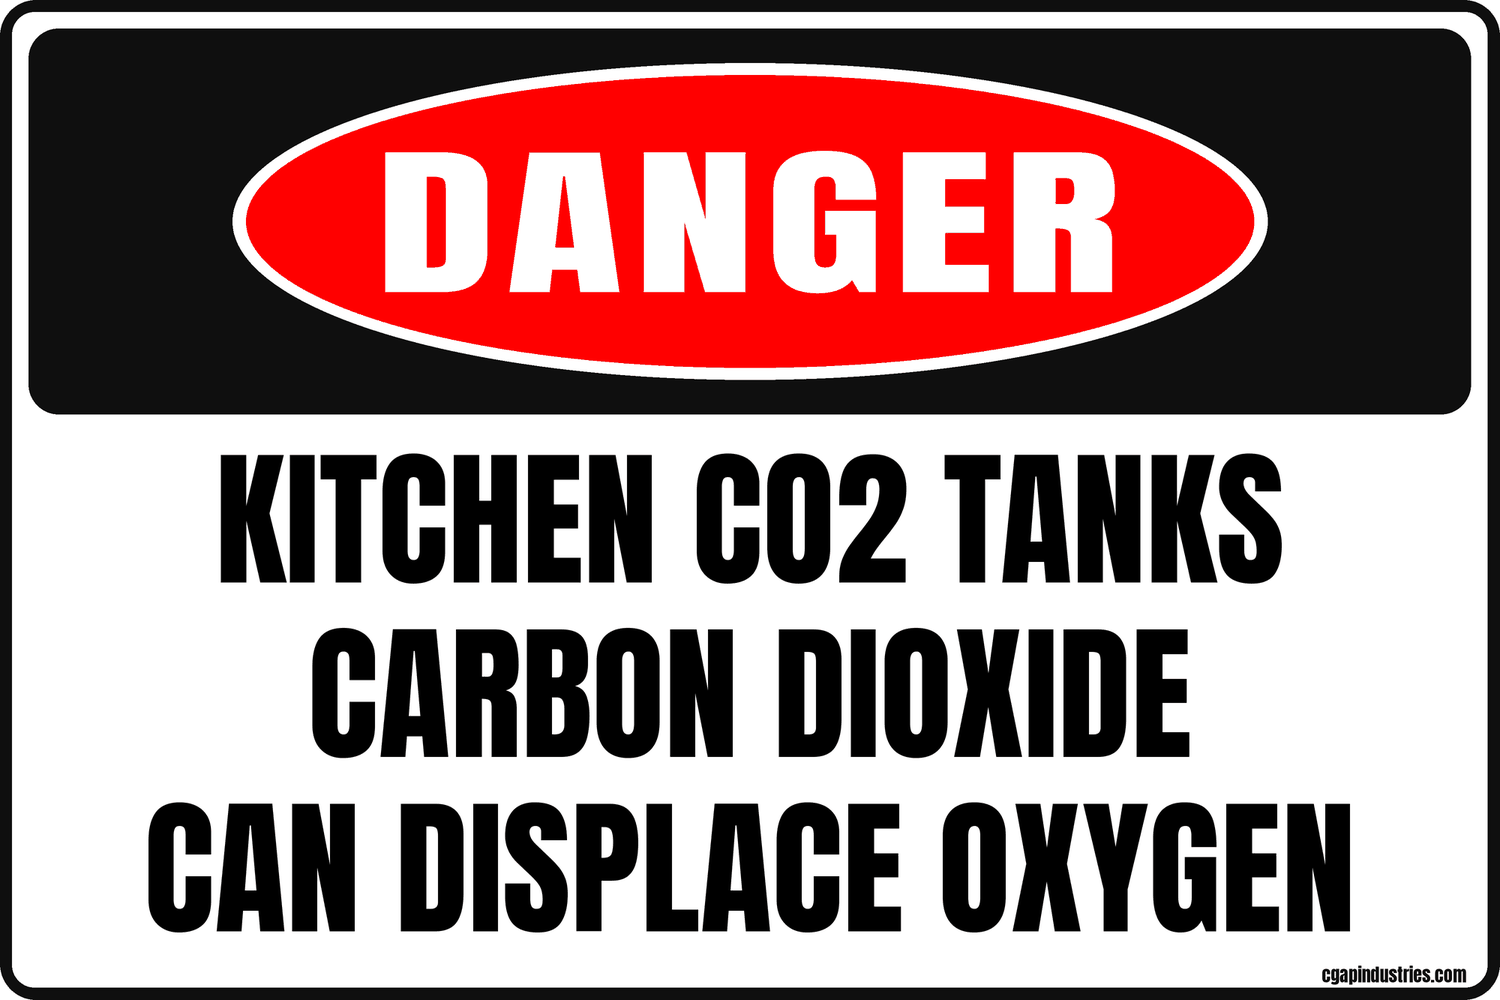 DANGER
KITCHEN CO2 TANKS
CARBON DIOXIDE
CAN DISPLACE OXYGEN
cgapindustries.com